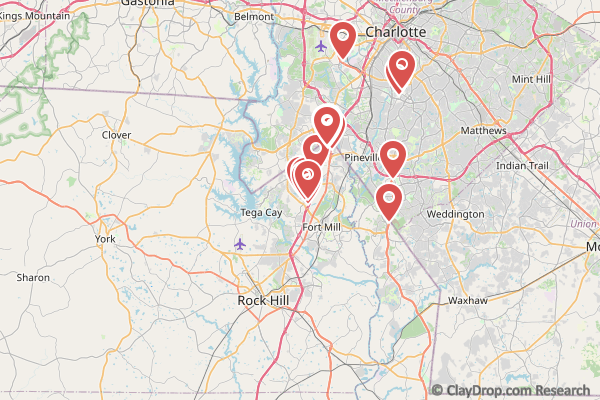 Gastonia
Kings Mountain
Belmont
County
Charlotte
Mint Hill
Clover
Matthews
Pineville
Indian Trail
Tega Cay
Weddington
Fort Mill
Union
York
Sharon
Rock Hill
Waxhaw
© ClayDrop.com Research